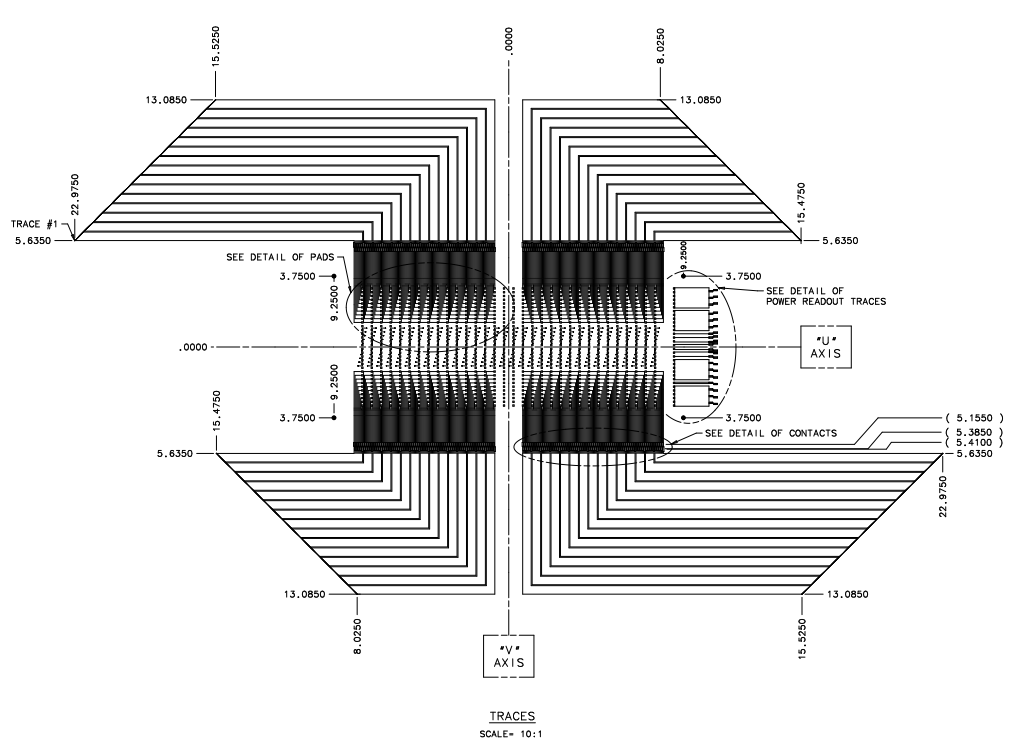 15.5250
.0000
8.0250
13.0850
13.0850
22.9750
15.4750
TRACE #1
5.6350
5.6350
SEE DETAIL OF PADS
9.2500
3.7500
3.7500
SEE DETAIL OF
POWER READOUT TRACES
9.2500
.0000
"U"
AXIS
9.2500
15.4750
3.7500
3.7500
( 5.1550 )
SEE DETAIL OF CONTACTS
( 5.3850 )
( 5.4100 )
5.6350
5.6350
22.9750
13.0850
13.0850
8.0250
15.5250
"V"
AXIS
TRACES
SCALE= 10:1